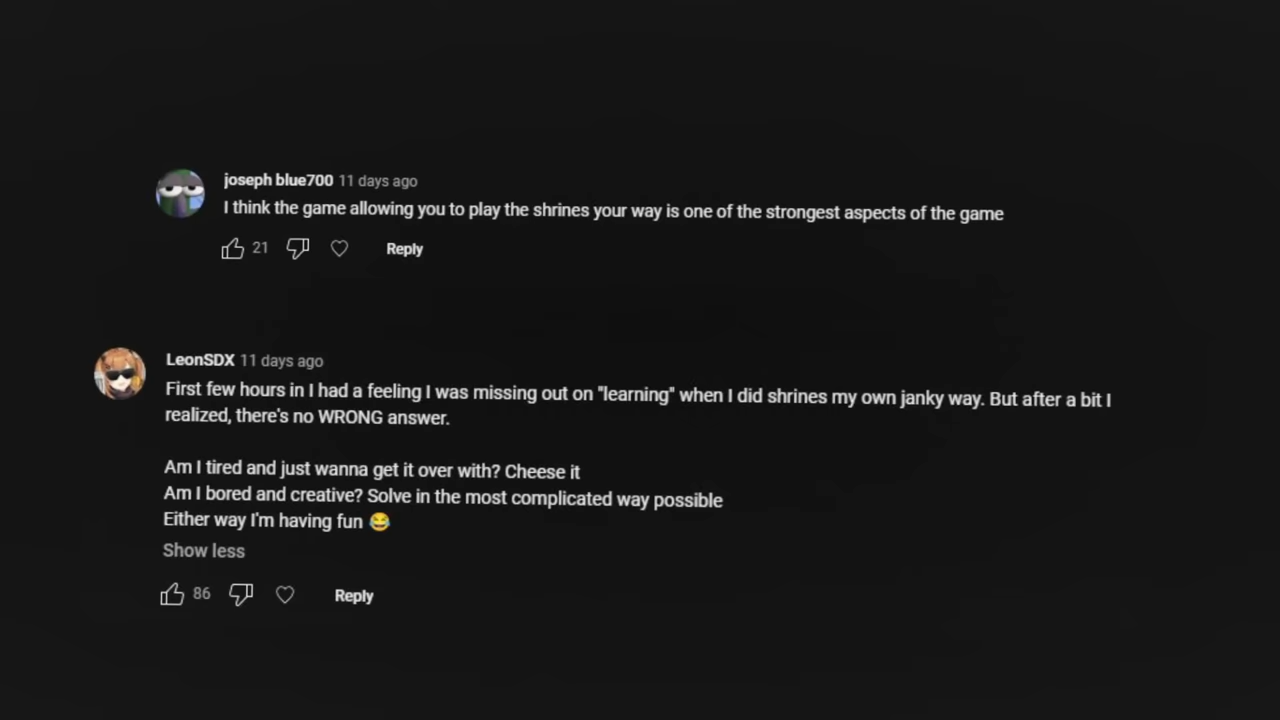 joseph blue700 11 days ago
I think the game allowing you to play the shrines your way is one of the strongest aspects of the game
21 Reply
LeonSDX 11 days ago
First few hours in I had a feeling I was missing out on "learning" when I did shrines my own janky way. But after a bit I
realized, there's no WRONG answer.
Am I tired and just wanna get it over with? Cheese it
Am I bored and creative? Solve in the most complicated way possible
Either way I'm having fun 😂
Show less
86 Reply